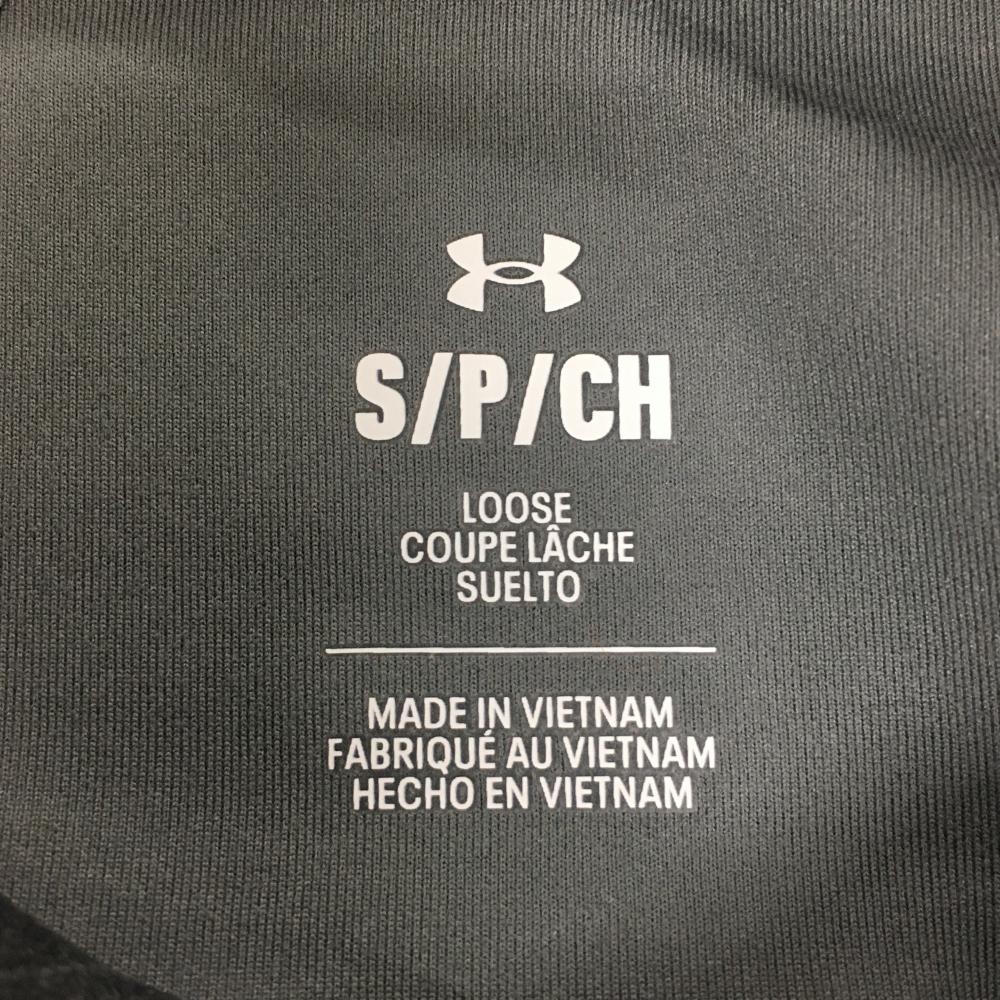 S/P/CH
LOOSE
COUPE LÂCHE
SUELTO
MADE IN VIETNAM
FABRIQUÉ AU VIETNAM
HECHO EN VIETNAM